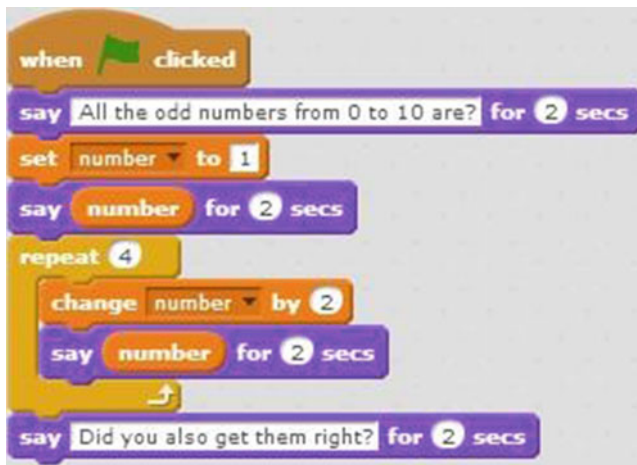 when clicked
say All the odd numbers from 0 to 10 are? for 2 secs
set number to 1
say number for 2 secs
repeat 4
change number by 2
say number for 2 secs
say Did you also get them right? for 2 secs